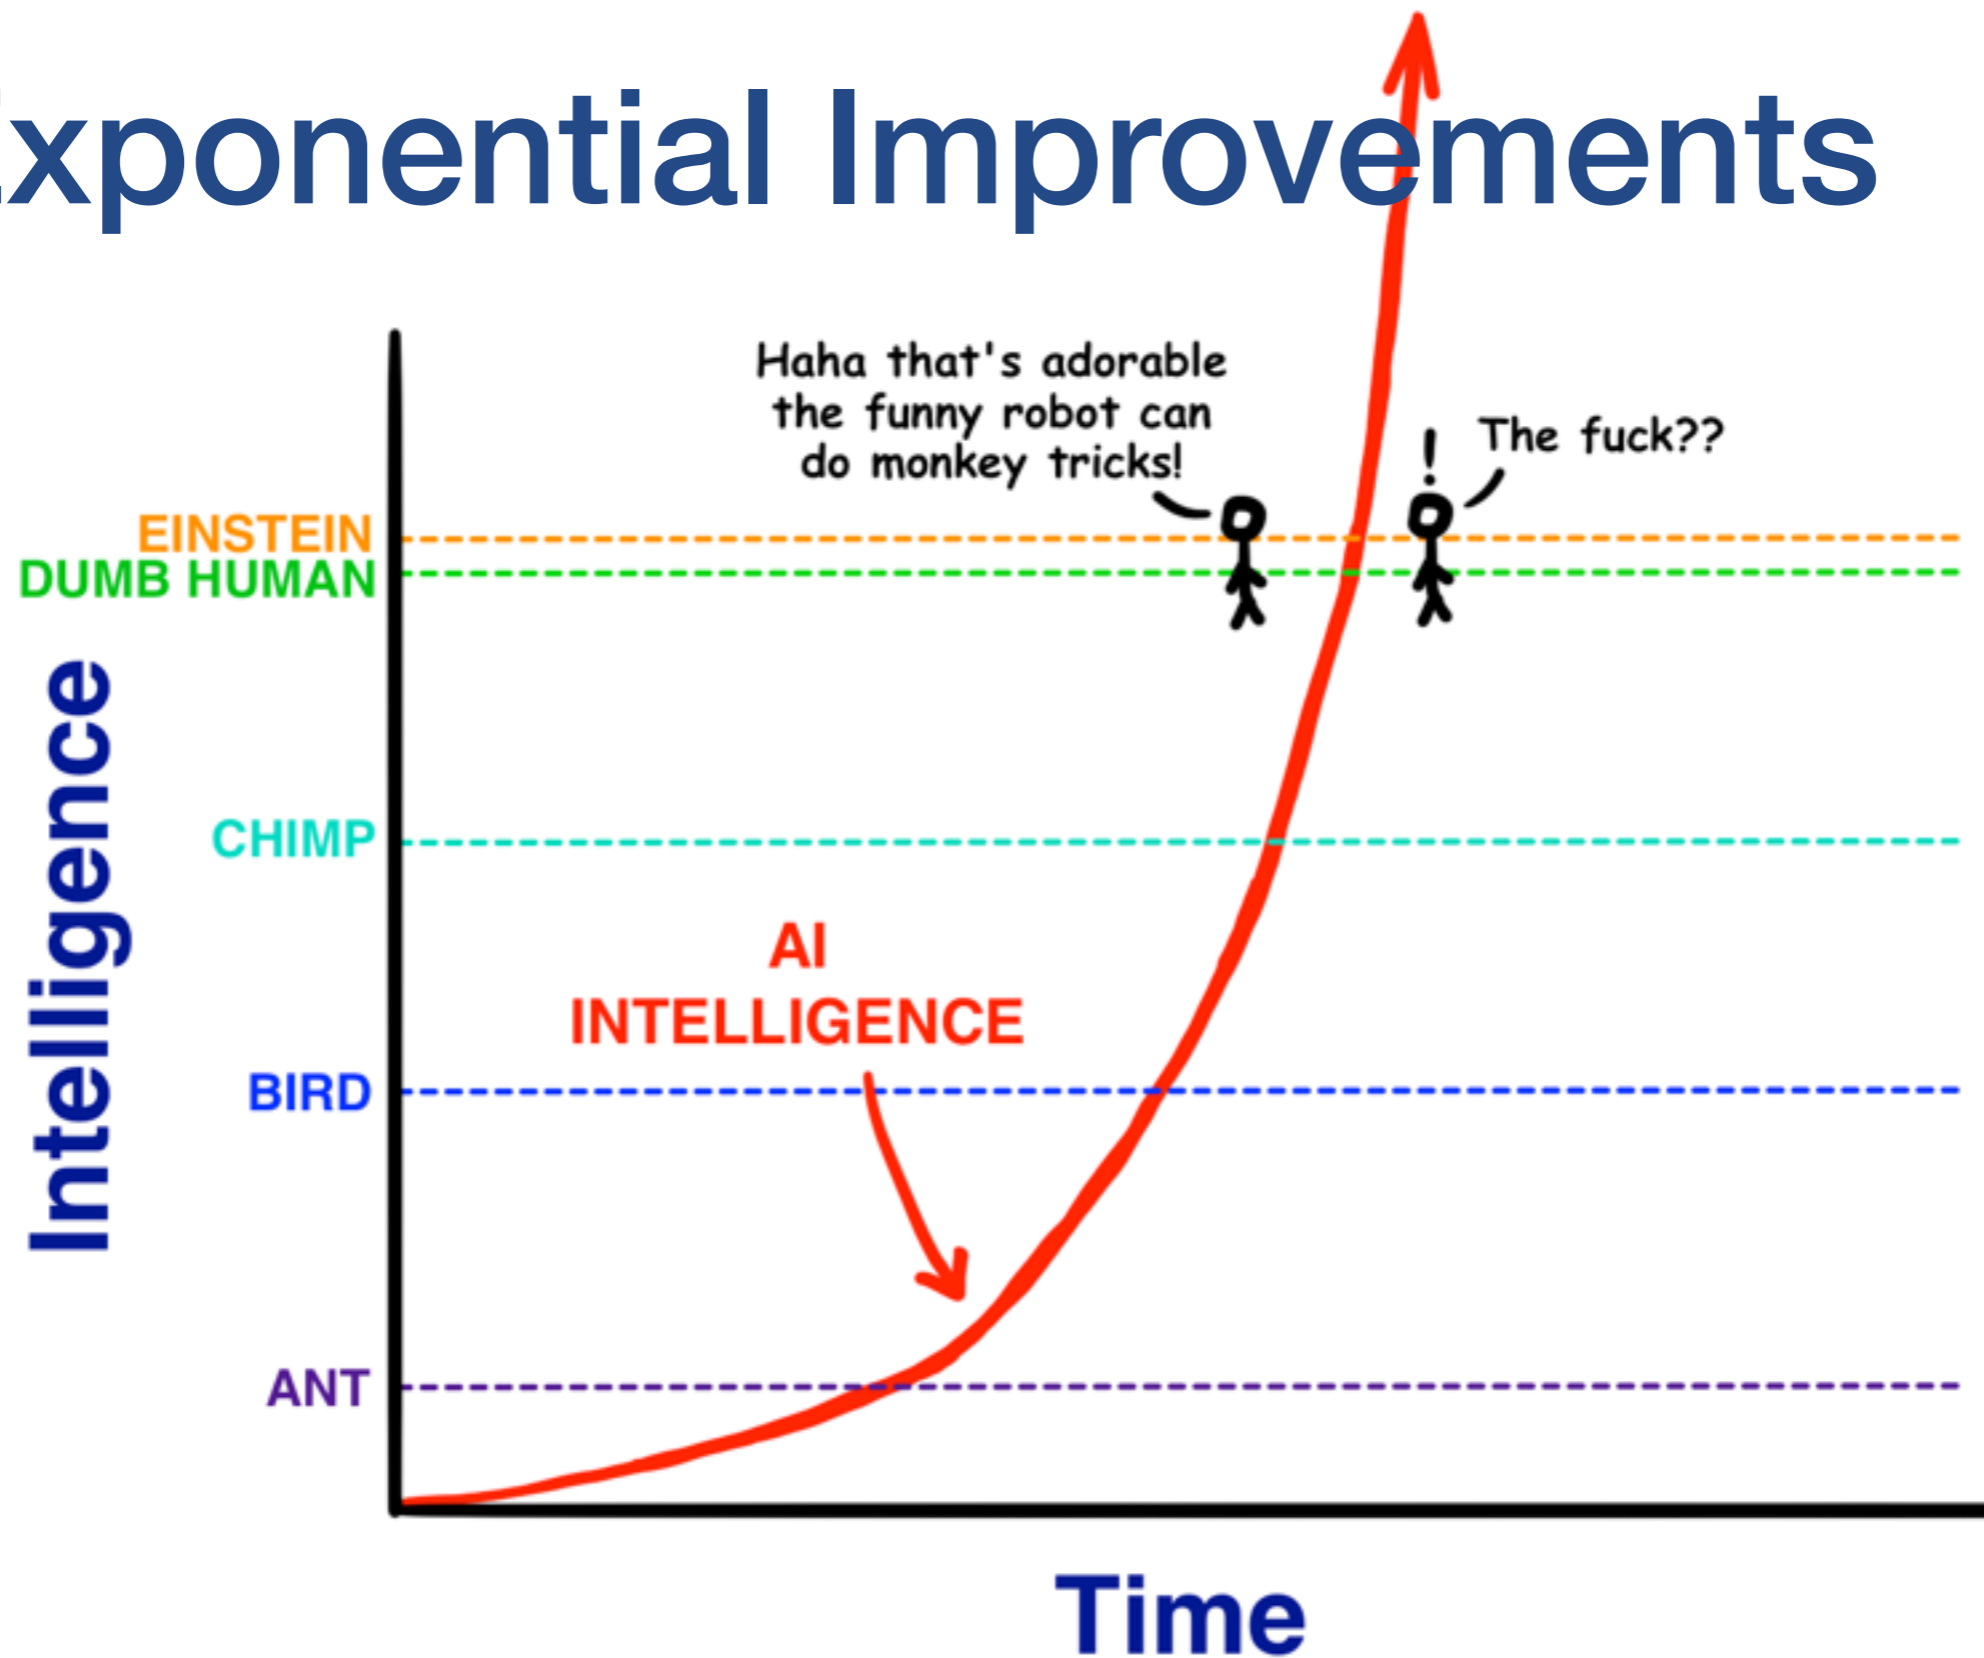 xponential Improvements
Haha that's adorable
the funny robot can
do monkey tricks!
!
The fuck??
EINSTEIN
DUMB HUMAN
Intelligence
CHIMP
AI
INTELLIGENCE
BIRD
ANT
Time